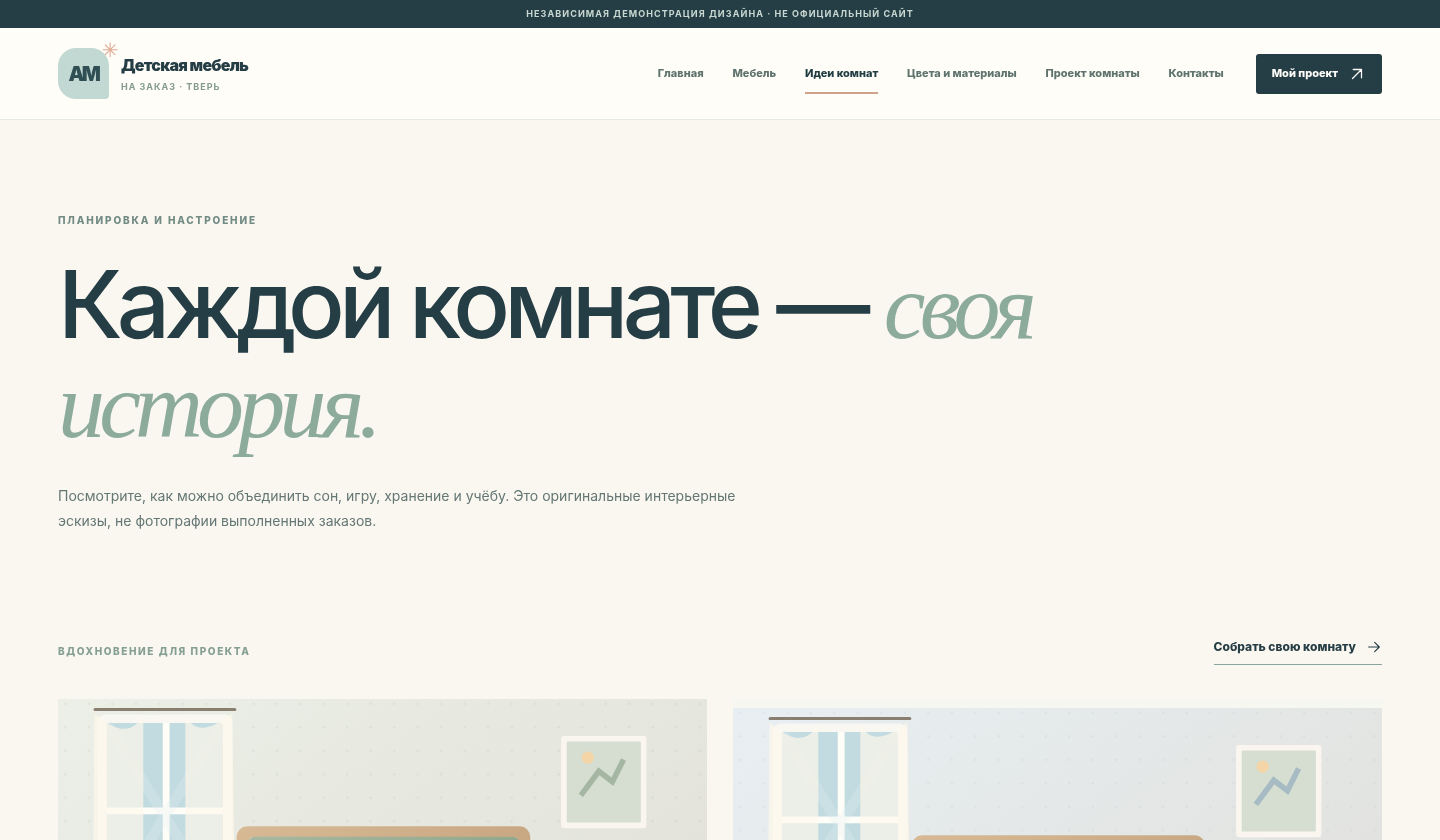 НЕЗАВИСИМАЯ ДЕМОНСТРАЦИЯ ДИЗАЙНА · НЕ ОФИЦИАЛЬНЫЙ САЙТ
АМ
Детская мебель
НА ЗАКАЗ · ТВЕРЬ
Главная
Мебель
Идеи комнат
Цвета и материалы
Проект комнаты
Контакты
Мой проект
ПЛАНИРОВКА И НАСТРОЕНИЕ
Каждой комнате — своя
история.
Посмотрите, как можно объединить сон, игру, хранение и учёбу. Это оригинальные интерьерные
эскизы, не фотографии выполненных заказов.
ВДОХНОВЕНИЕ ДЛЯ ПРОЕКТА
Собрать свою комнату